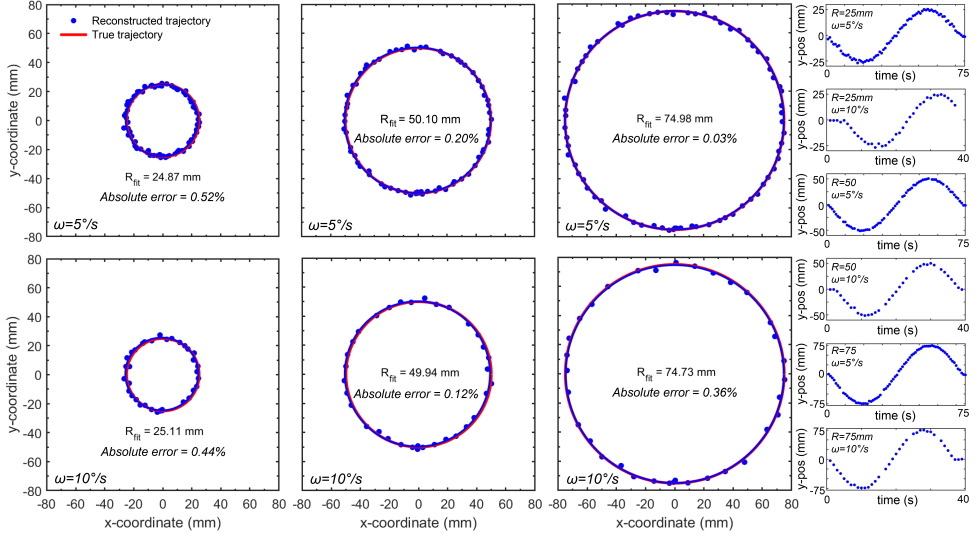 Reconstructed trajectory
True trajectory
y-coordinate (mm)
80
60
40
20
0
-20
-40
-60
-80
R_fit = 24.87 mm
Absolute error = 0.52%
ω=5°/s
R_fit = 50.10 mm
Absolute error = 0.20%
ω=5°/s
R_fit = 74.98 mm
Absolute error = 0.03%
ω=5°/s
y-coordinate (mm)
80
60
40
20
0
-20
-40
-60
-80
R_fit = 25.11 mm
Absolute error = 0.44%
ω=10°/s
-80 -60 -40 -20 0 20 40 60 80
x-coordinate (mm)
R_fit = 49.94 mm
Absolute error = 0.12%
ω=10°/s
-80 -60 -40 -20 0 20 40 60 80
x-coordinate (mm)
R_fit = 74.73 mm
Absolute error = 0.36%
ω=10°/s
-80 -60 -40 -20 0 20 40 60 80
x-coordinate (mm)
y-pos (mm)
25
0
-25
R=25mm
ω=5°/s
0 75
time (s)
y-pos (mm)
25
0
-25
R=25mm
ω=10°/s
0 40
time (s)
y-pos (mm)
50
0
-50
R=50
ω=5°/s
0 75
time (s)
y-pos (mm)
50
0
-50
R=50
ω=10°/s
0 40
time (s)
y-pos (mm)
75
0
-75
R=75
ω=5°/s
0 75
time (s)
y-pos (mm)
75
0
75
R=75mm
ω=10°/s
0 40
time (s)